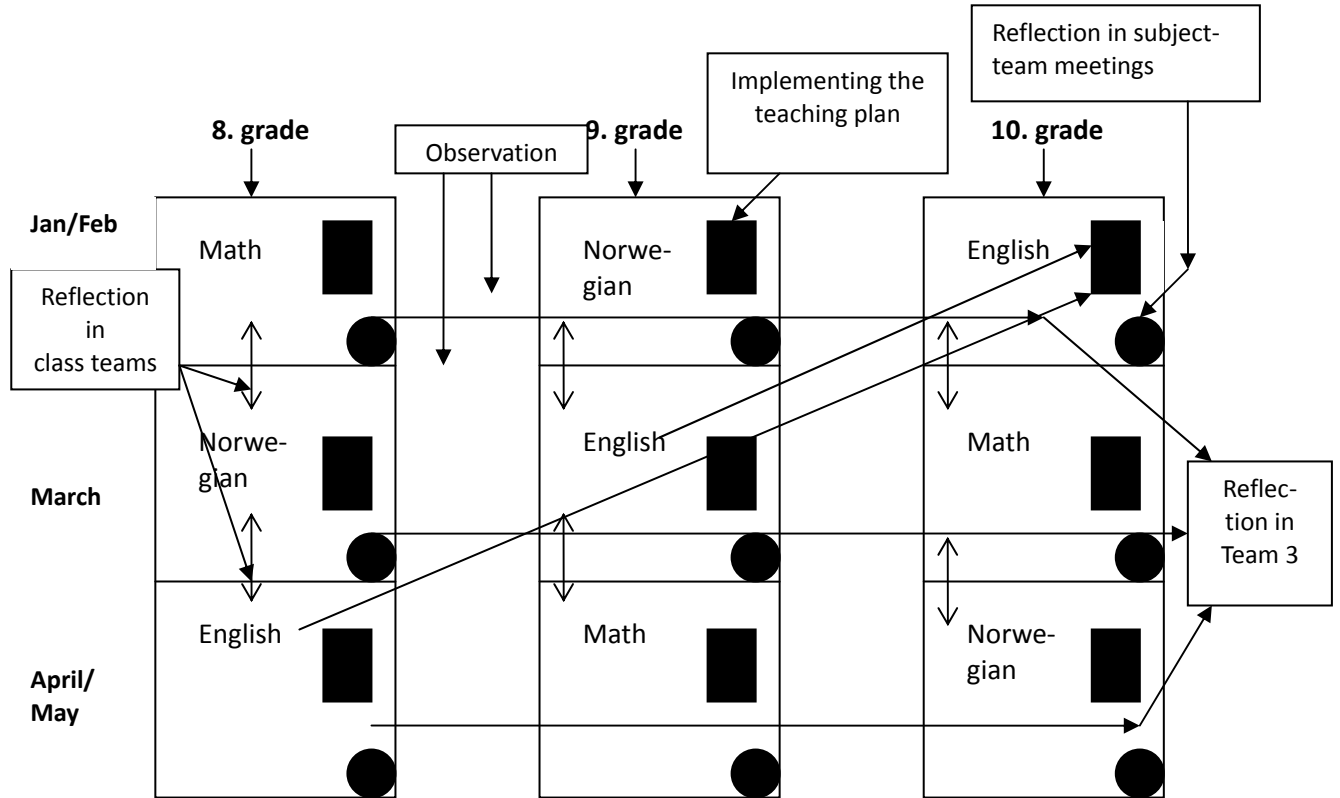 Reflection in subject-
team meetings
Implementing the
teaching plan
8. grade
Observation
9. grade
10. grade
Jan/Feb
Math
Norwe-
gian
English
Reflection
in
class teams
March
Norwe-
gian
English
Math
Reflec-
tion in
Team 3
April/
May
English
Math
Norwe-
gian